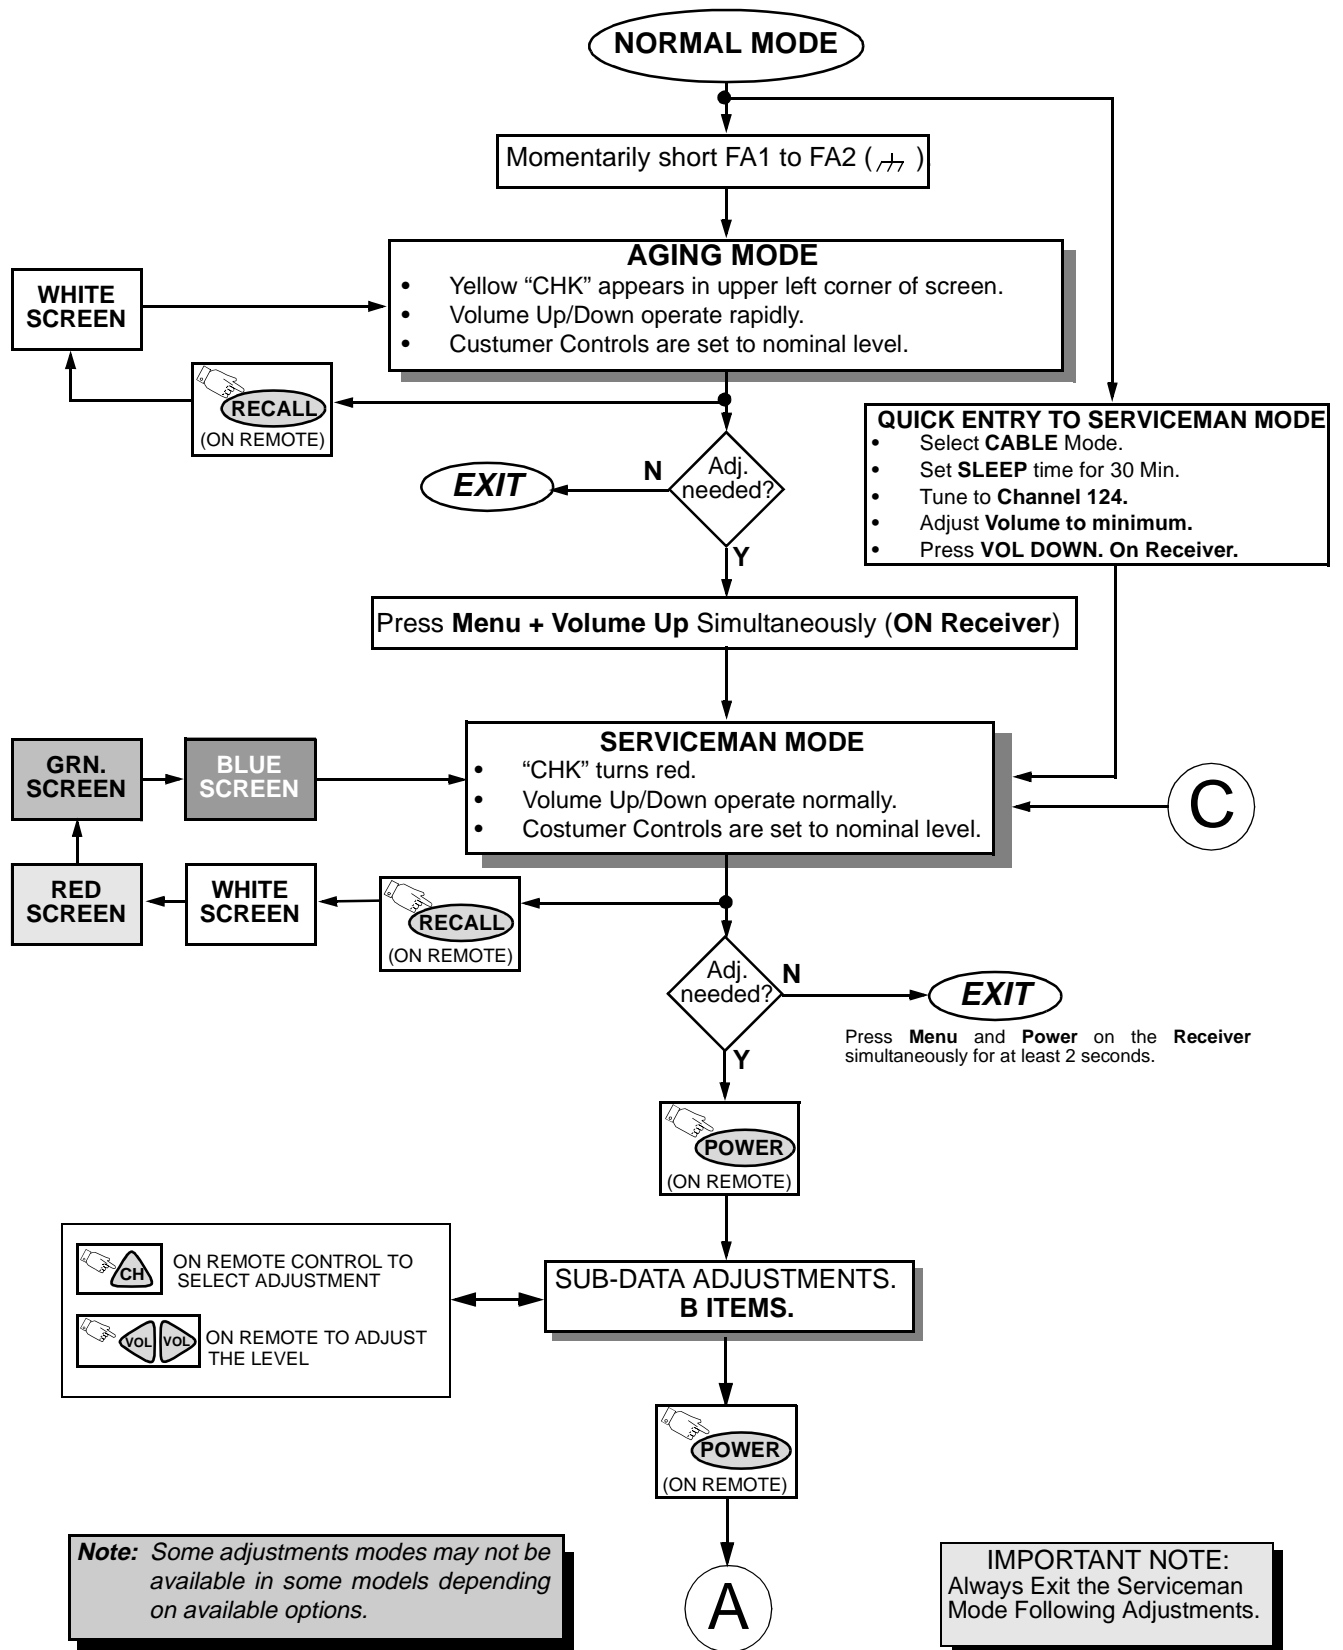 NORMAL MODE
Momentarily short FA1 to FA2 ( )
AGING MODE
• Yellow “CHK” appears in upper left corner of screen.
• Volume Up/Down operate rapidly.
• Custumer Controls are set to nominal level.
WHITE
SCREEN
RECALL
(ON REMOTE)
QUICK ENTRY TO SERVICEMAN MODE
• Select CABLE Mode.
• Set SLEEP time for 30 Min.
• Tune to Channel 124.
• Adjust Volume to minimum.
• Press VOL DOWN. On Receiver.
EXIT
N
Adj.
needed?
Y
Press Menu + Volume Up Simultaneously (ON Receiver)
SERVICEMAN MODE
• “CHK” turns red.
• Volume Up/Down operate normally.
• Costumer Controls are set to nominal level.
GRN.
SCREEN
BLUE
SCREEN
C
RED
SCREEN
WHITE
SCREEN
RECALL
(ON REMOTE)
Adj.
needed?
N
EXIT
Press Menu and Power on the Receiver
simultaneously for at least 2 seconds.
Y
POWER
(ON REMOTE)
CH
ON REMOTE CONTROL TO
SELECT ADJUSTMENT
VOL VOL
ON REMOTE TO ADJUST
THE LEVEL
SUB-DATA ADJUSTMENTS.
B ITEMS.
POWER
(ON REMOTE)
A
Note: Some adjustments modes may not be
available in some models depending
on available options.
IMPORTANT NOTE:
Always Exit the Serviceman
Mode Following Adjustments.